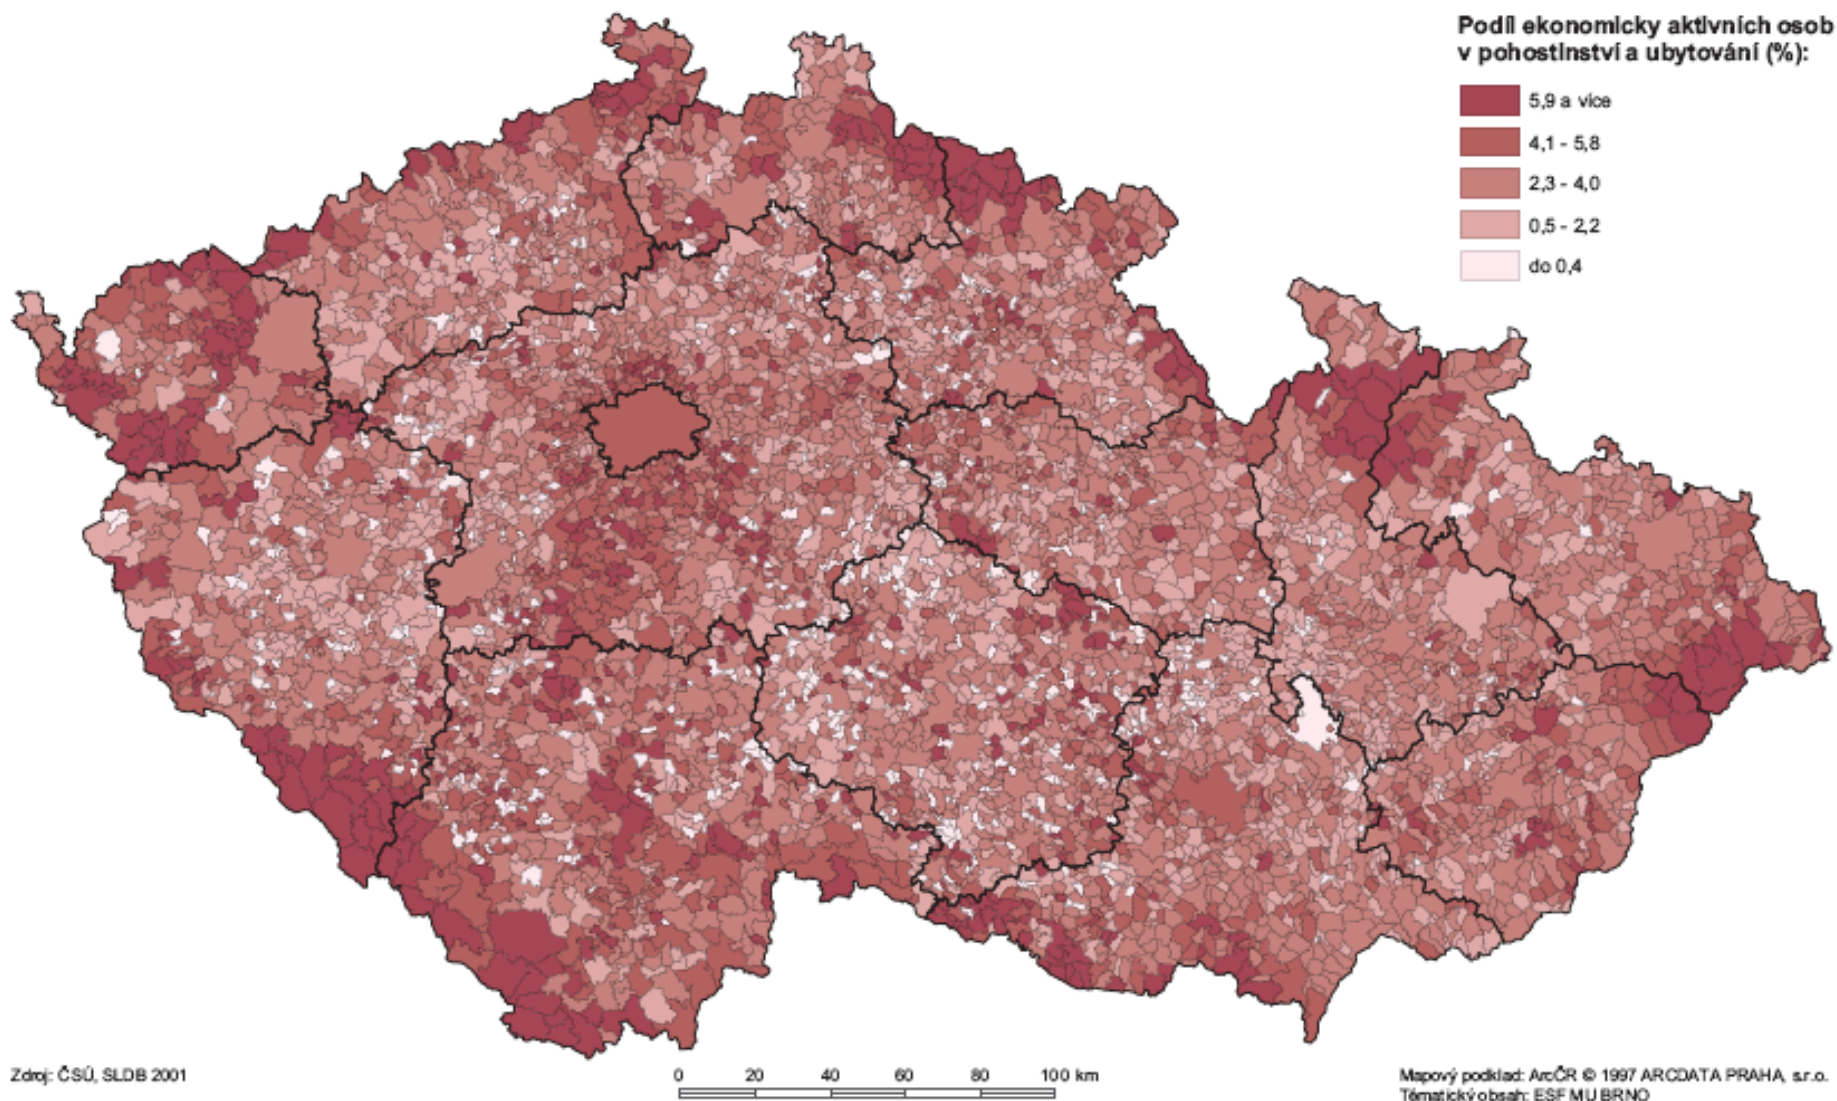 Podíl ekonomicky aktivních osob
v pohostinství a ubytování (%):
5,9 a více
4,1 - 5,8
2,3 - 4,0
0,5 - 2,2
do 0,4
Zdroj: ČSÚ, SLDB 2001
0 20 40 60 80 100 km
Mapový podklad: ArcČR © 1997 ARCDATA PRAHA, s.r.o.
Tématický obsah: ESF MU BRNO